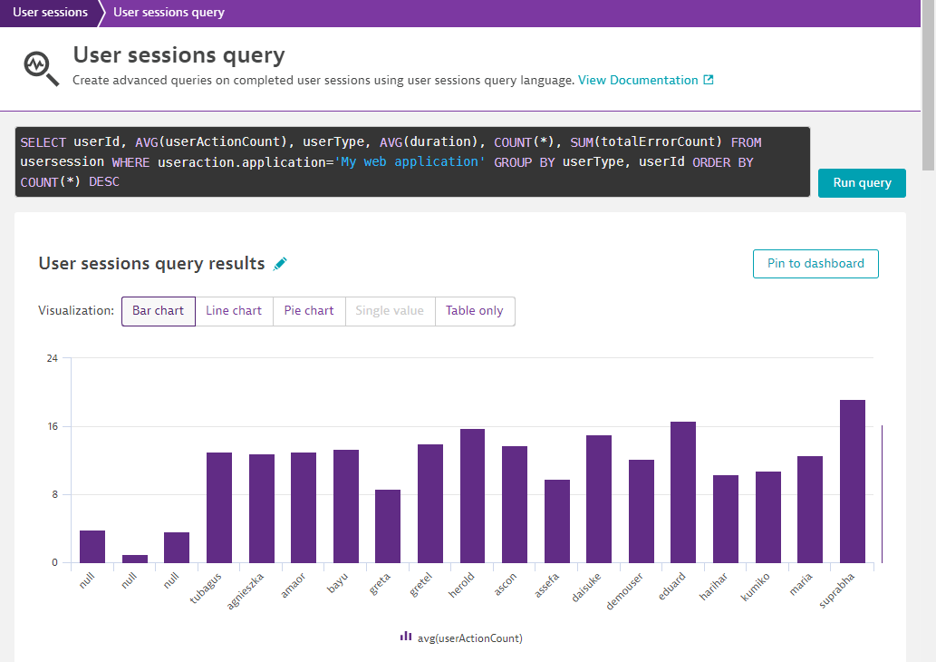 User sessions
User sessions query
User sessions query
Create advanced queries on completed user sessions using user sessions query language. View Documentation
SELECT userId, AVG(userActionCount), userType, AVG(duration), COUNT(*), SUM(totalErrorCount) FROM
usersession WHERE useraction.application='My web application' GROUP BY userType, userId ORDER BY
COUNT(*) DESC
Run query
User sessions query results
Pin to dashboard
Visualization:
Bar chart
Line chart
Pie chart
Single value
Table only
24
16
8
0
null
null
null
tubagus
agnieszka
amaor
bayu
greta
gretel
herold
ascon
assefa
daisuke
demouser
eduard
harihar
kumiko
maria
suprabha
avg(userActionCount)